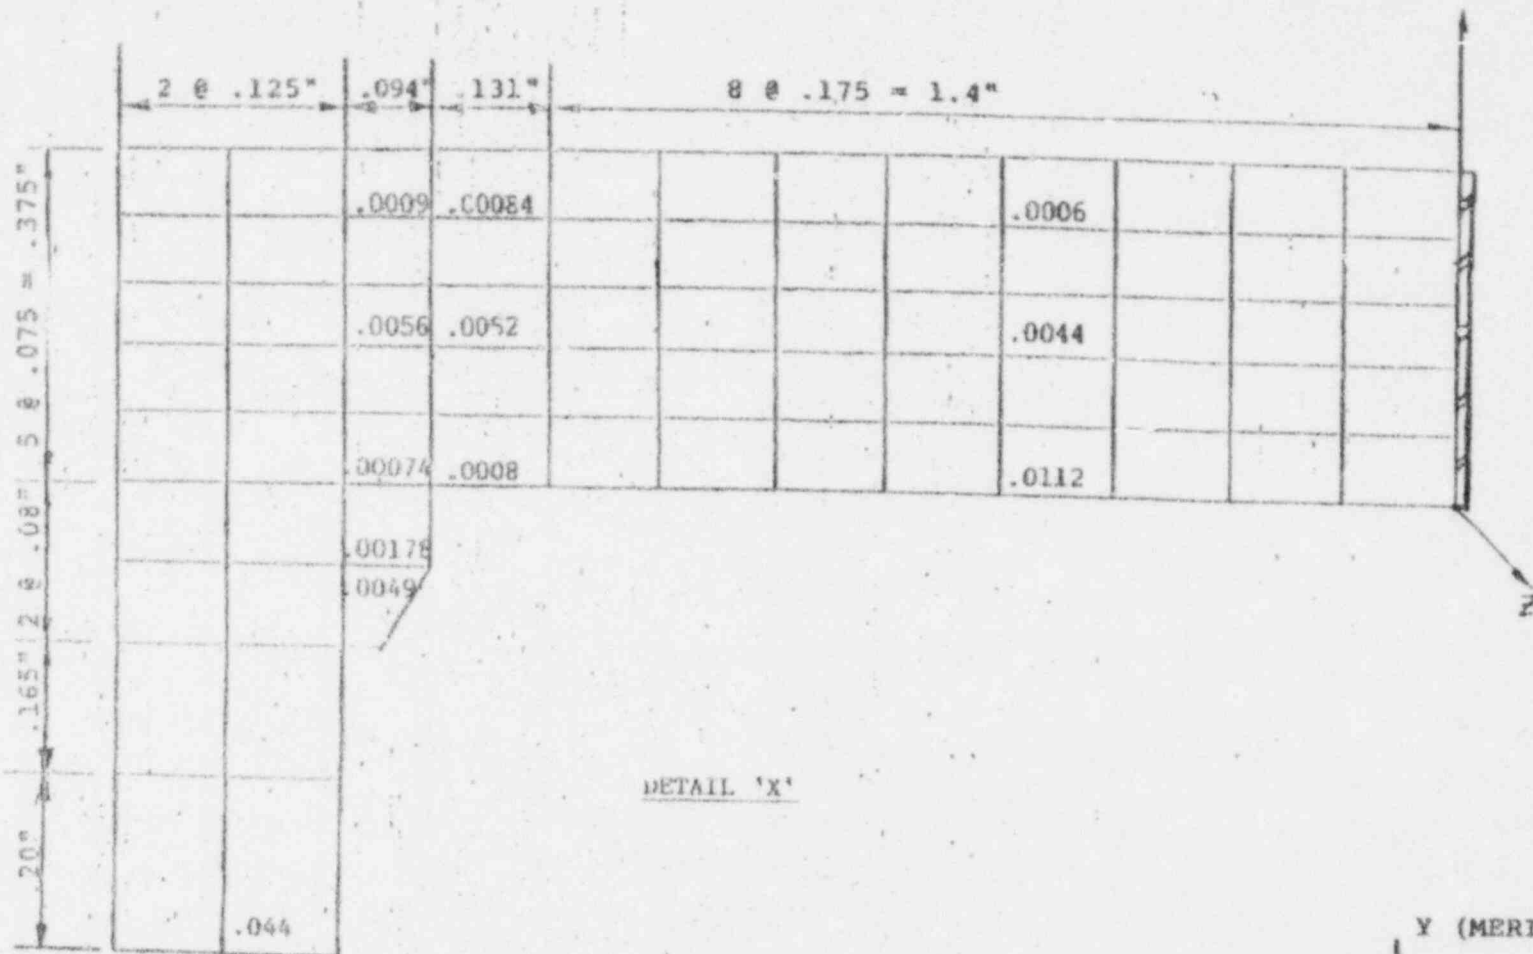 2 @ .125" .094" .131" 8 @ .175 = 1.4"
5 @ .075 = .375"
.0009 .00084 .0006
.0056 .0052 .0044
.00074 .0008 .0112
2 @ .08"
.00178
.0049
.165"
DETAIL 'X'
.20"
.044
Y (MERI